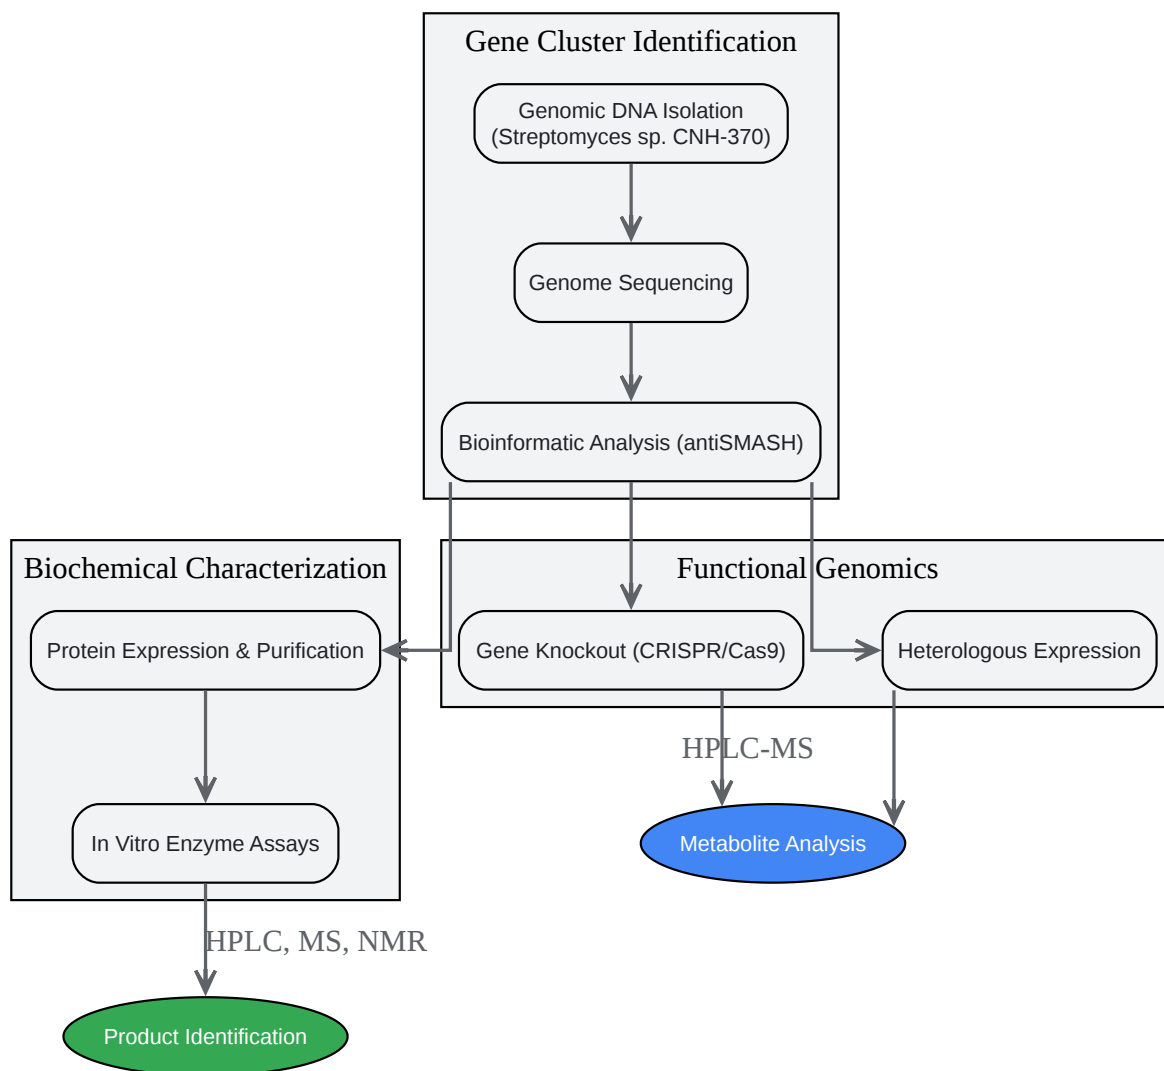 Gene Cluster Identification
Genomic DNA Isolation
(Streptomyces sp. CNH-370)
Genome Sequencing
Bioinformatic Analysis (antiSMASH)
Biochemical Characterization
Functional Genomics
Protein Expression & Purification
Gene Knockout (CRISPR/Cas9)
Heterologous Expression
HPLC-MS
In Vitro Enzyme Assays
Metabolite Analysis
HPLC, MS, NMR
Product Identification